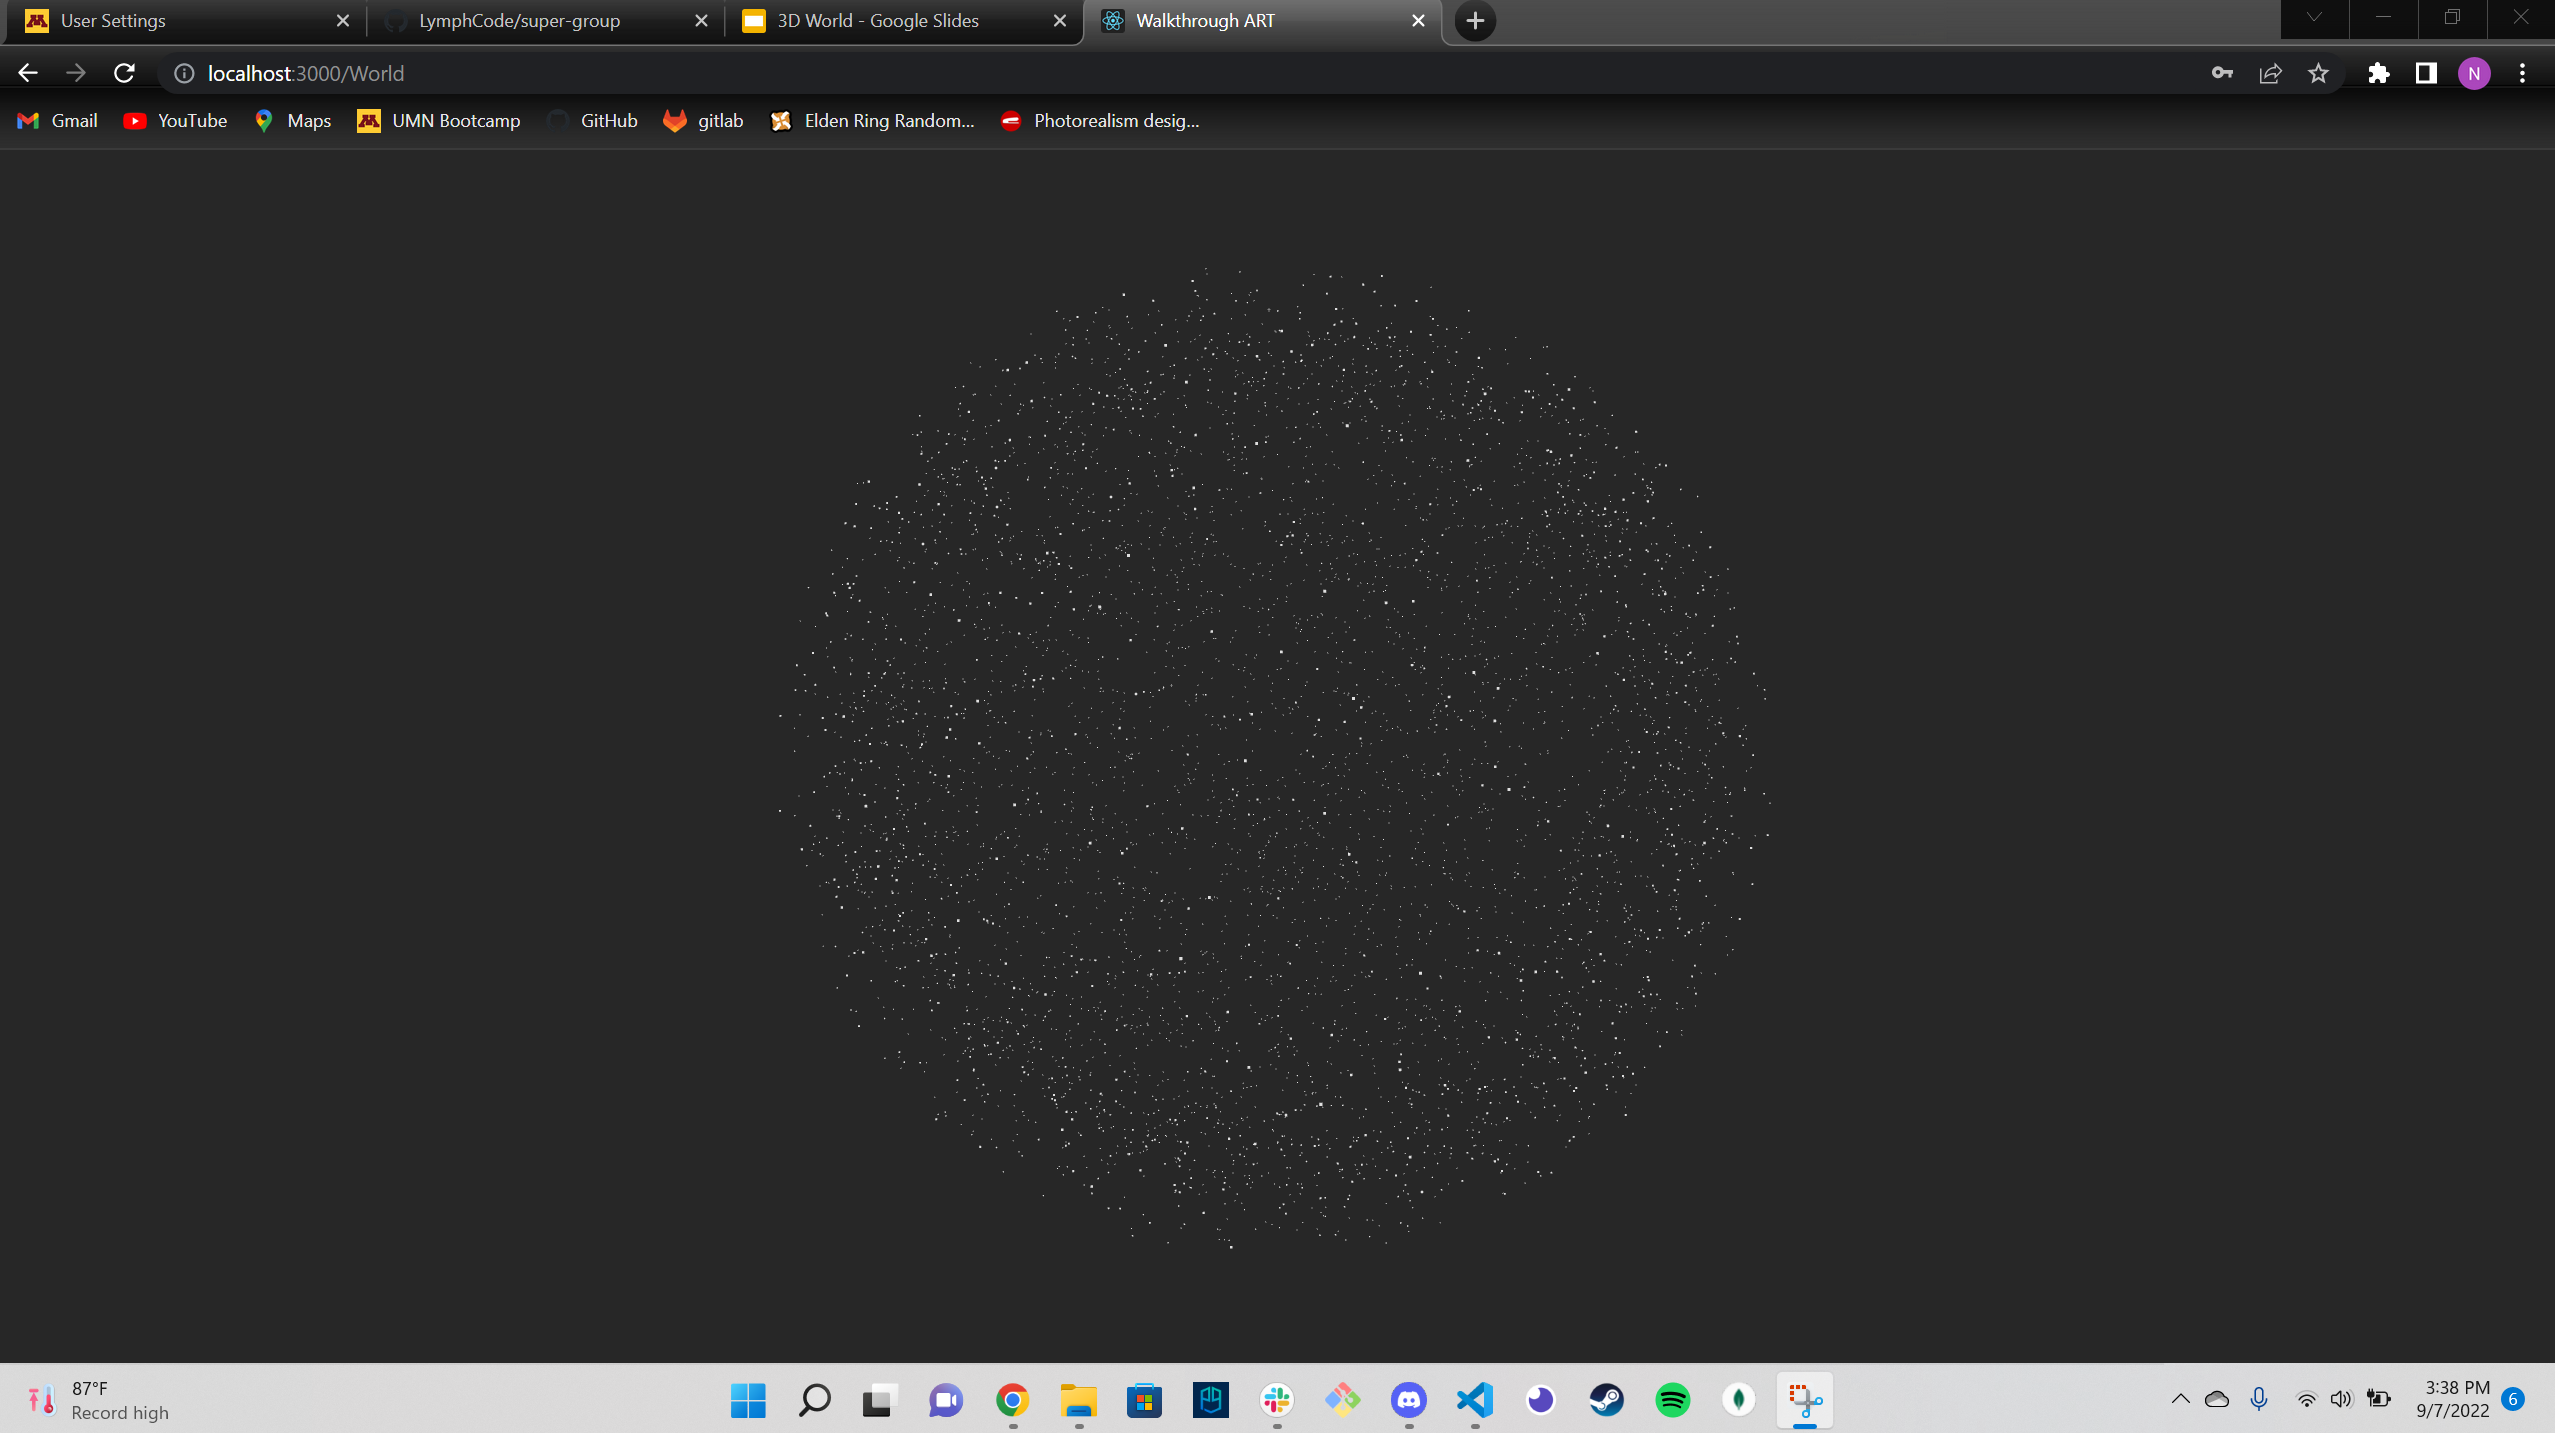 User Settings
LymphCode/super-group
3D World - Google Slides
Walkthrough ART
localhost:3000/World
N
Gmail
YouTube
Maps
UMN Bootcamp
GitHub
gitlab
Elden Ring Random...
Photorealism desig...
87°F
Record high
3:38 PM
9/7/2022
6